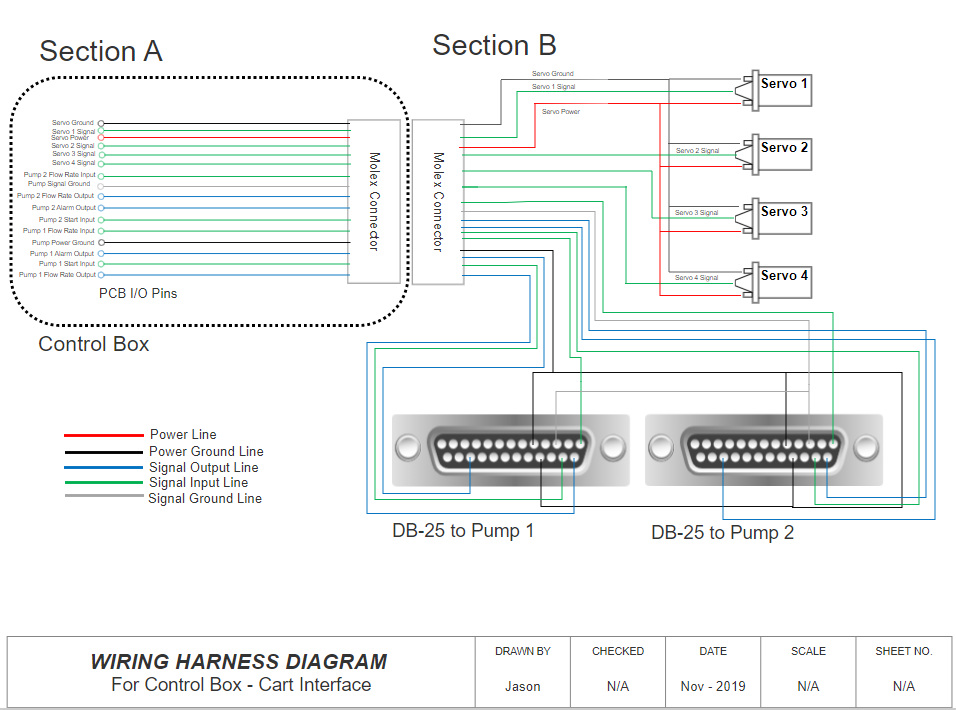 Section A
Section B
Servo Ground
Servo 1 Signal
Servo Power
Servo 2 Signal
Servo 3 Signal
Servo 4 Signal
Pump 2 Flow Rate Input
Pump Signal Ground
Pump 2 Flow Rate Output
Pump 2 Alarm Output
Pump 2 Start Input
Pump 1 Flow Rate Input
Pump Power Ground
Pump 1 Alarm Output
Pump 1 Start Input
Pump 1 Flow Rate Output
PCB I/O Pins
Molex Connector
Control Box
Molex Connector
Servo Ground
Servo 1 Signal
Servo Power
Servo 1
Servo 2 Signal
Servo 2
Servo 3 Signal
Servo 3
Servo 4 Signal
Servo 4
Power Line
Power Ground Line
Signal Output Line
Signal Input Line
Signal Ground Line
DB-25 to Pump 1
DB-25 to Pump 2
WIRING HARNESS DIAGRAM
For Control Box - Cart Interface
DRAWN BY
Jason
CHECKED
N/A
DATE
Nov - 2019
SCALE
N/A
SHEET NO.
N/A